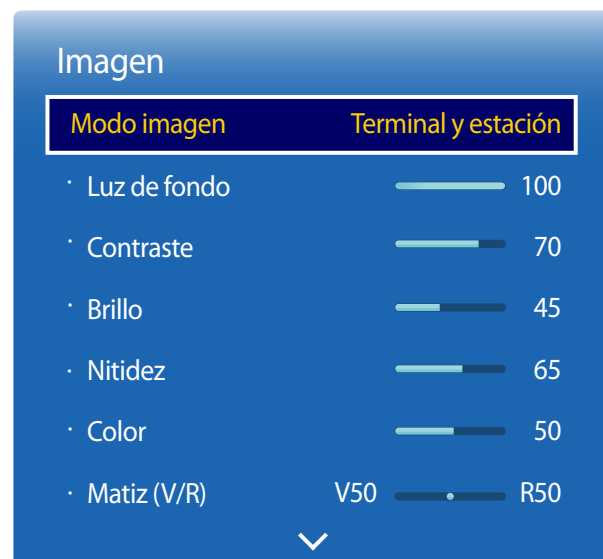 Imagen
Modo imagen Terminal y estación
· Luz de fondo 100
· Contraste 70
· Brillo 45
· Nitidez 65
· Color 50
· Matiz (V/R) V50 R50